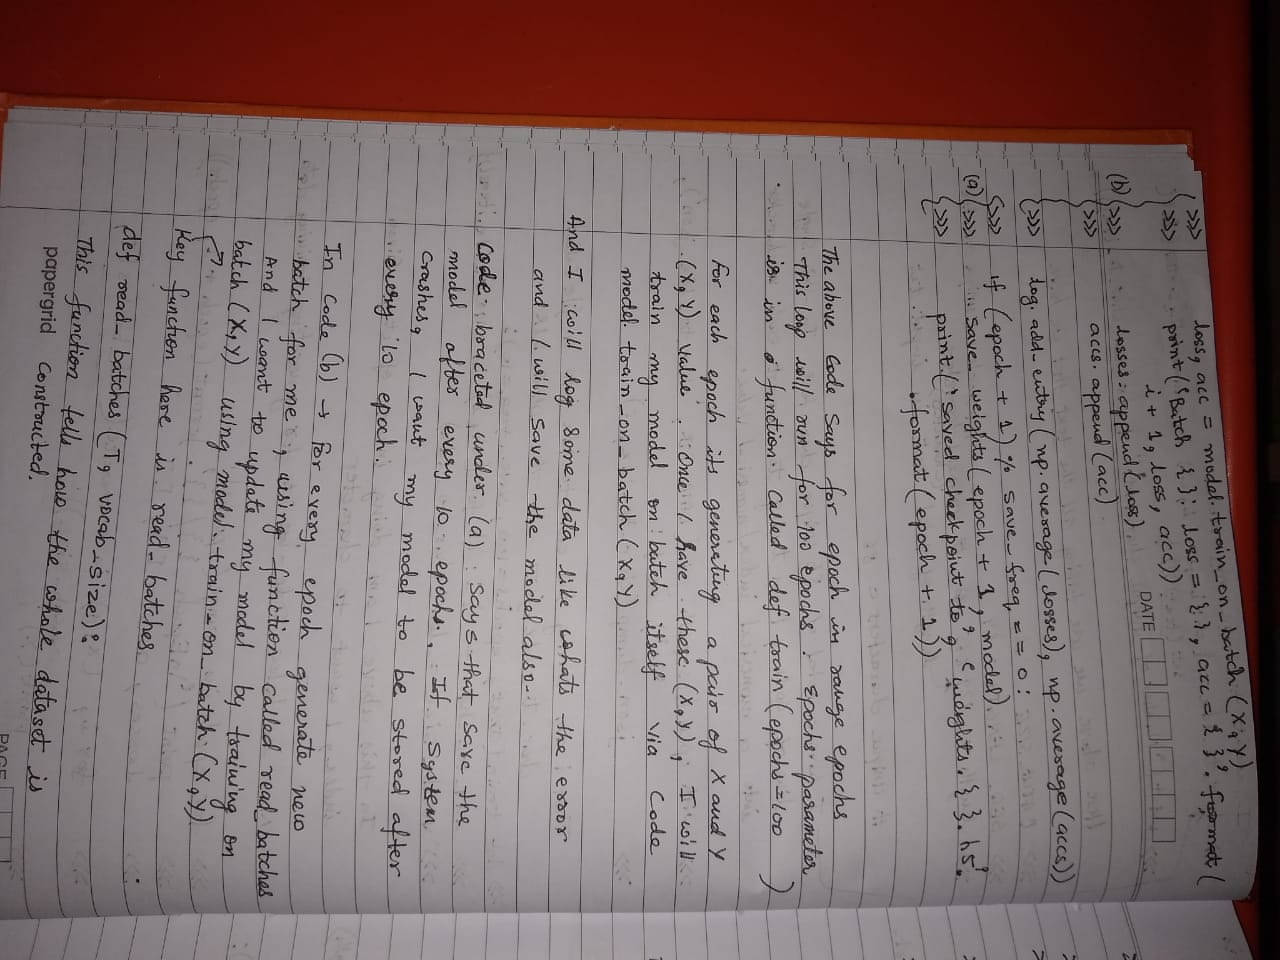 >>> loss, acc = model.train_on_batch (X, Y),
>>> print ('Batch { }: loss = { }, acc = { }'. format (
i + 1, loss, acc))
DATE
(b) >>> losses.append (loss)
>>> accs.append (acc)
>>> log. add_entry ( np. average ( losses), np. average (accs))
>>> if ( epoch + 1) % save_freq == 0 :
(a) >>> save_weights ( epoch + 1 , model)
>>> print ('saved checkpoint to', 'weights. { }. h5'
.format ( epoch + 1 ))
The above code says for epoch in range epochs
This loop will run for 100 epochs. Epochs parameter
is in a function called def train (epochs=100)
For each epoch its generating a pair of X and Y
(X, Y) value. Once I have these (X, Y), I will
train my model on batch itself via code
model.train_on_batch (X, Y)
And I will log some data like whats the error
and I will save the model also.
Code braceted under (a) says that save the
model after every 10 epochs. If system
crashes, I want my model to be stored after
every 10 epoch.
In code (b) → for every epoch generate new
batch for me, using function called read_batches
And I want to update my model by training on
batch (X, Y) using model.train_on_batch (X, Y)
Key function here is read_batches
def read_batches ( T, vocab_size):
This function tells how the whole dataset is
papergrid constructed.
PAGE